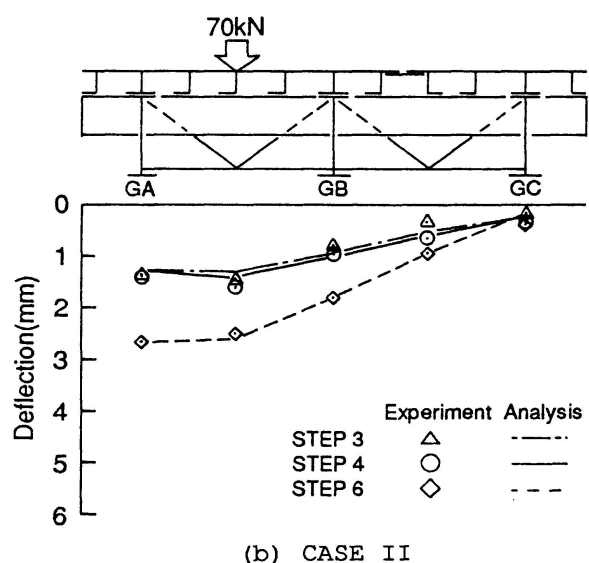 70kN
GA GB GC
0
1
2
3
4
5
6
Deflection(mm)
Experiment Analysis
STEP 3
STEP 4
STEP 6
(b) CASE II